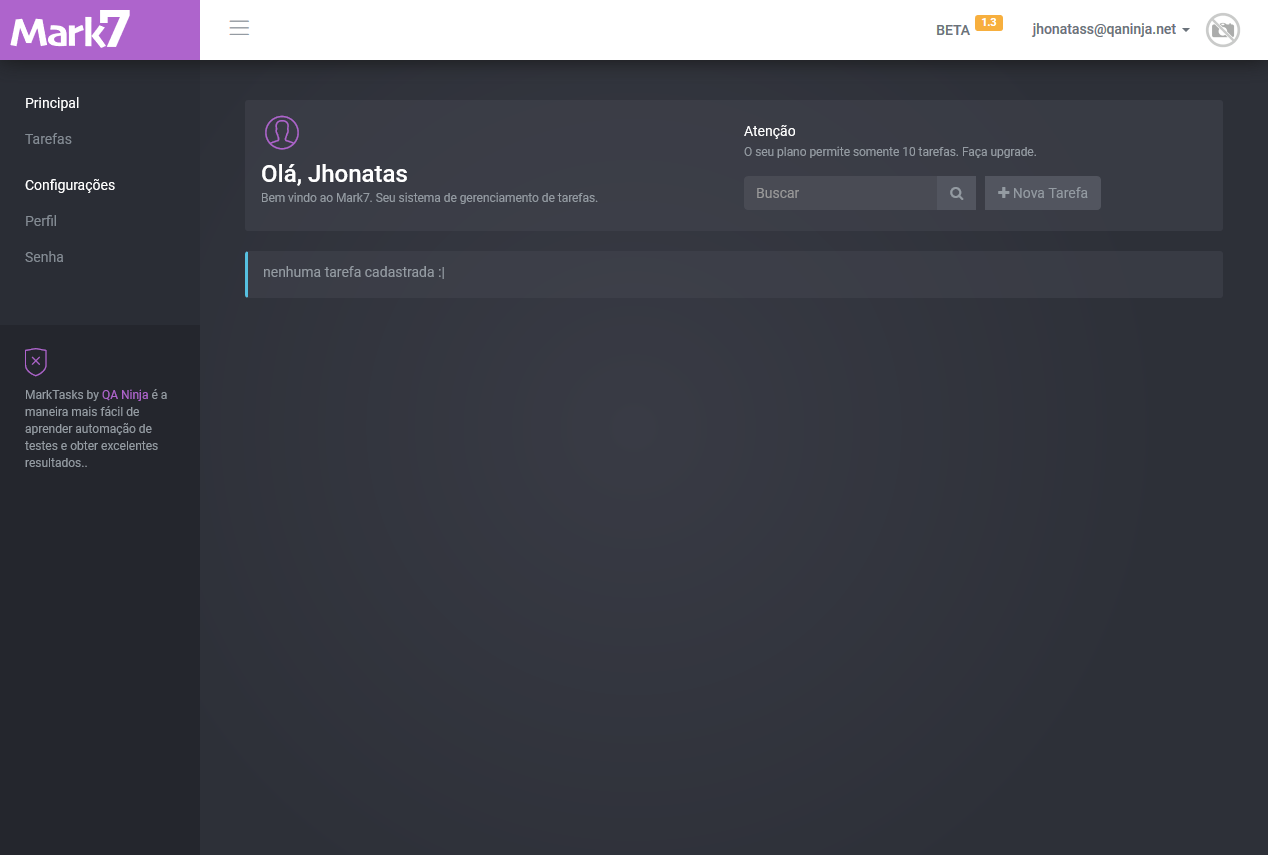 Mark7
BETA 1.3
jhonatass@qaninja.net
Principal
Tarefas
Configurações
Perfil
Senha
MarkTasks by QA Ninja é a
maneira mais fácil de
aprender automação de
testes e obter excelentes
resultados..
Olá, Jhonatas
Bem vindo ao Mark7. Seu sistema de gerenciamento de tarefas.
Atenção
O seu plano permite somente 10 tarefas. Faça upgrade.
Buscar
Nova Tarefa
nenhuma tarefa cadastrada :|